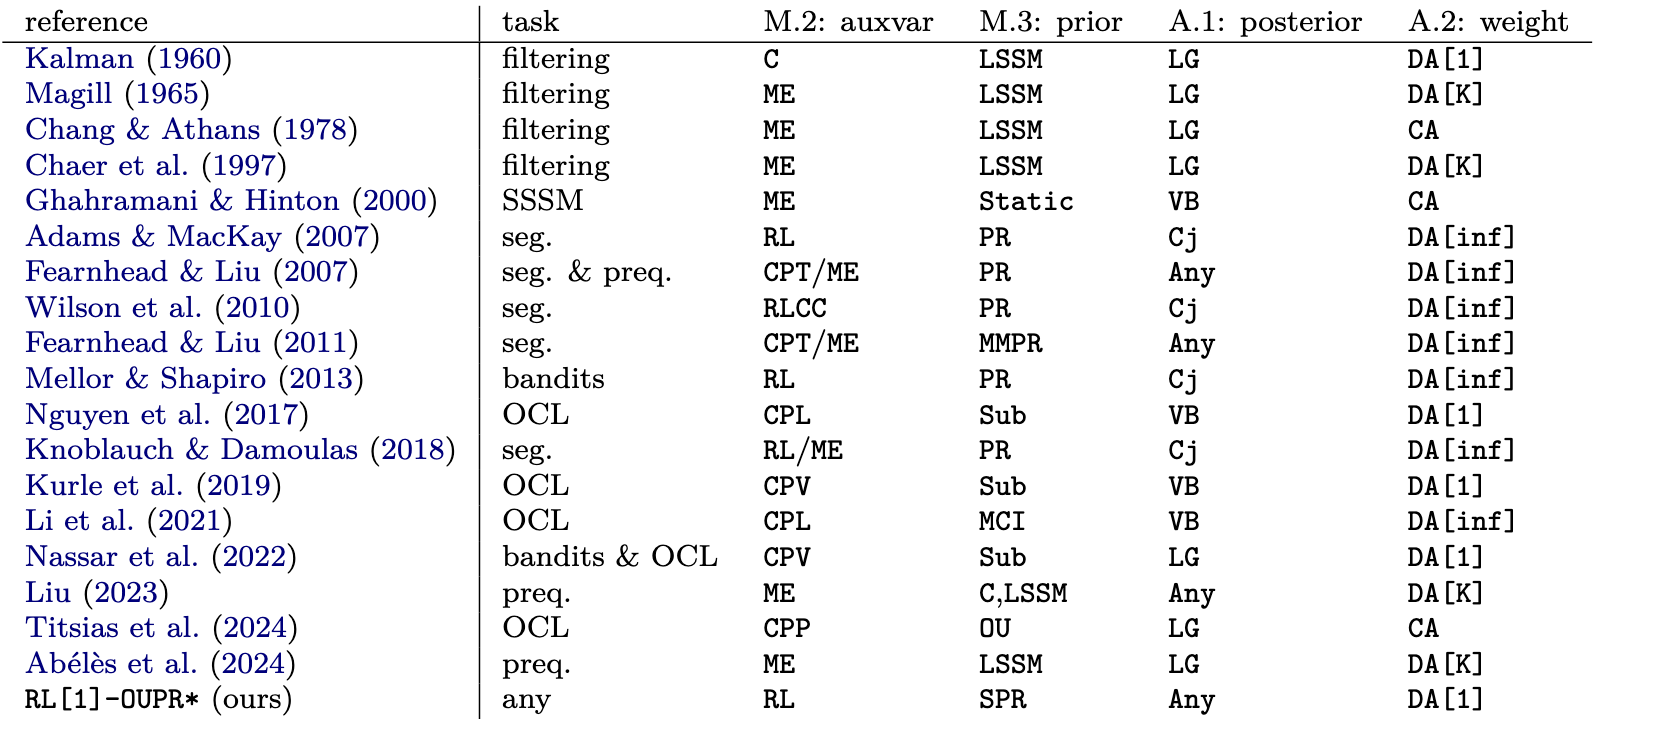 reference task M.2: auxvar M.3: prior A.1: posterior A.2: weight
Kalman (1960) filtering C LSSM LG DA[1]
Magill (1965) filtering ME LSSM LG DA[K]
Chang & Athans (1978) filtering ME LSSM LG CA
Chaer et al. (1997) filtering ME LSSM LG DA[K]
Ghahramani & Hinton (2000) SSSM ME Static VB CA
Adams & MacKay (2007) seg. RL PR Cj DA[inf]
Fearnhead & Liu (2007) seg. & preq. CPT/ME PR Any DA[inf]
Wilson et al. (2010) seg. RLCC PR Cj DA[inf]
Fearnhead & Liu (2011) seg. CPT/ME MMPR Any DA[inf]
Mellor & Shapiro (2013) bandits RL PR Cj DA[inf]
Nguyen et al. (2017) OCL CPL Sub VB DA[1]
Knoblauch & Damoulas (2018) seg. RL/ME PR Cj DA[inf]
Kurle et al. (2019) OCL CPV Sub VB DA[1]
Li et al. (2021) OCL CPL MCI VB DA[inf]
Nassar et al. (2022) bandits & OCL CPV Sub LG DA[1]
Liu (2023) preq. ME C,LSSM Any DA[K]
Titsias et al. (2024) OCL CPP OU LG CA
Abélès et al. (2024) preq. ME LSSM LG DA[K]
RL[1]-OUPR* (ours) any RL SPR Any DA[1]